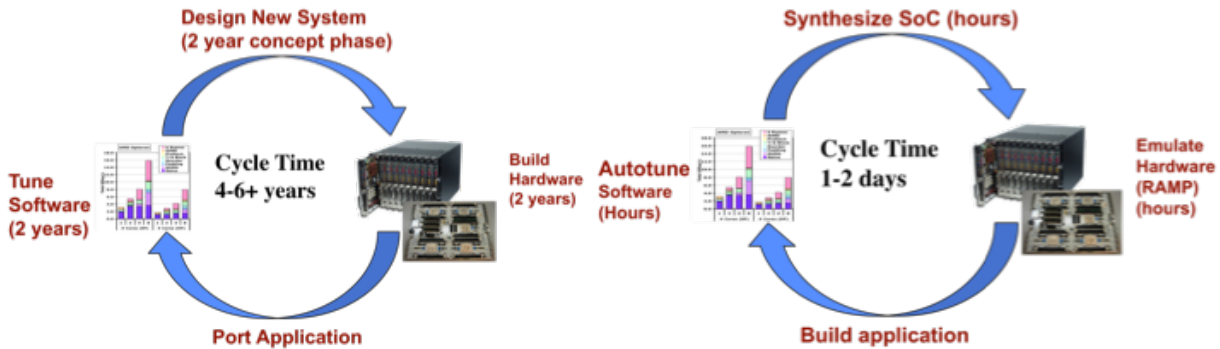 Design New System
(2 year concept phase)
Cycle Time
4-6+ years
Tune
Software
(2 years)
Build
Hardware
(2 years)
Port Application
Synthesize SoC (hours)
Cycle Time
1-2 days
Autotune
Software
(Hours)
Emulate
Hardware
(RAMP)
(hours)
Build application